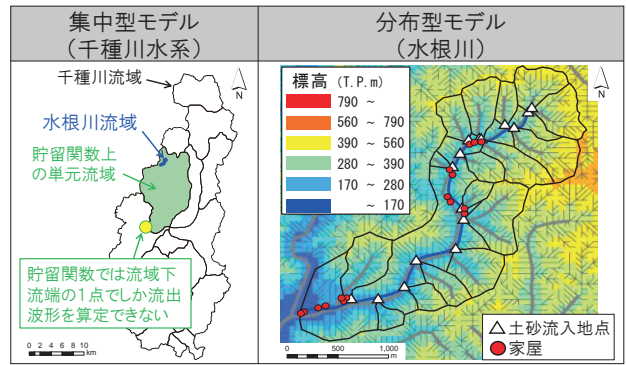 集中型モデル
（千種川水系）
分布型モデル
（水根川）
千種川流域
N
水根川流域
貯留関数上
の単元流域
貯留関数では流域下
流端の1点でしか流出
波形を算定できない
0 2 4 6 8 10
km
標高 (T.P.m)
790 ～
560 ～ 790
390 ～ 560
280 ～ 390
170 ～ 280
～ 170
N
土砂流入地点
家屋
0 500 1,000
m